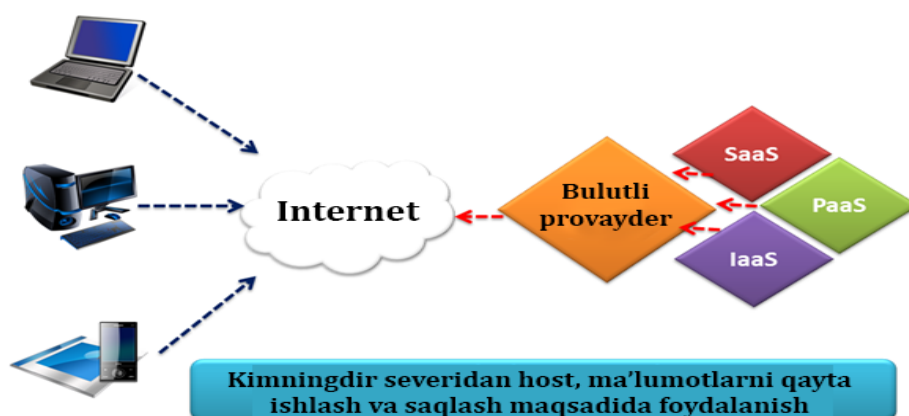 Internet
Bulutli
provayder
SaaS
PaaS
IaaS
Kimningdir severidan host, ma’lumotlarni qayta
ishlash va saqlash maqsadida foydalanish